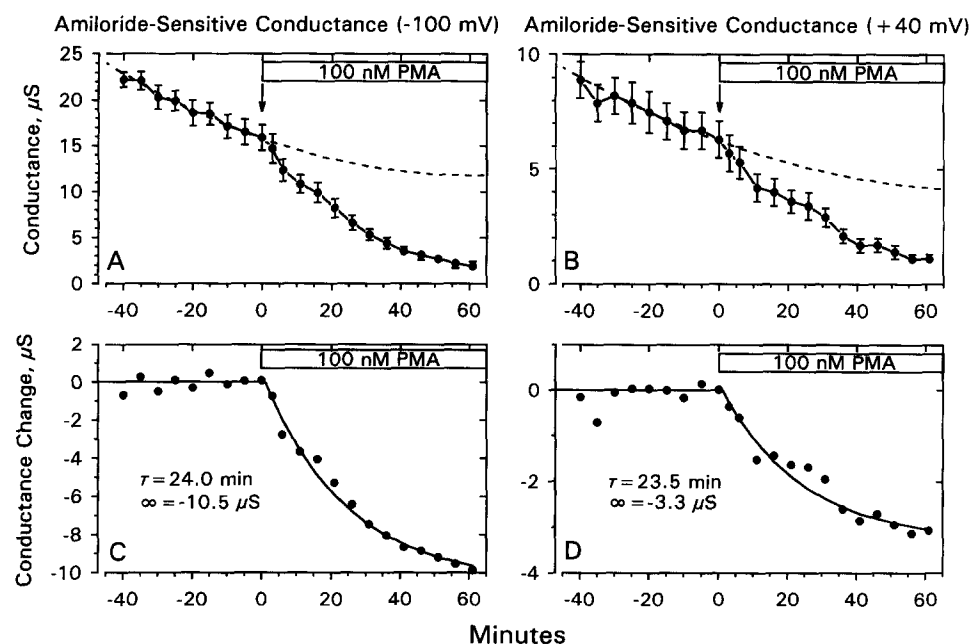 Amiloride-Sensitive Conductance (-100 mV)
Amiloride-Sensitive Conductance (+40 mV)
Conductance, µS
25
20
15
10
5
0
100 nM PMA
A
-40 -20 0 20 40 60
10
5
0
100 nM PMA
B
-40 -20 0 20 40 60
Conductance Change, µS
2
0
-2
-4
-6
-8
-10
100 nM PMA
τ = 24.0 min
∞ = -10.5 µS
C
-40 -20 0 20 40 60
0
-2
-4
100 nM PMA
τ = 23.5 min
∞ = -3.3 µS
D
-40 -20 0 20 40 60
Minutes